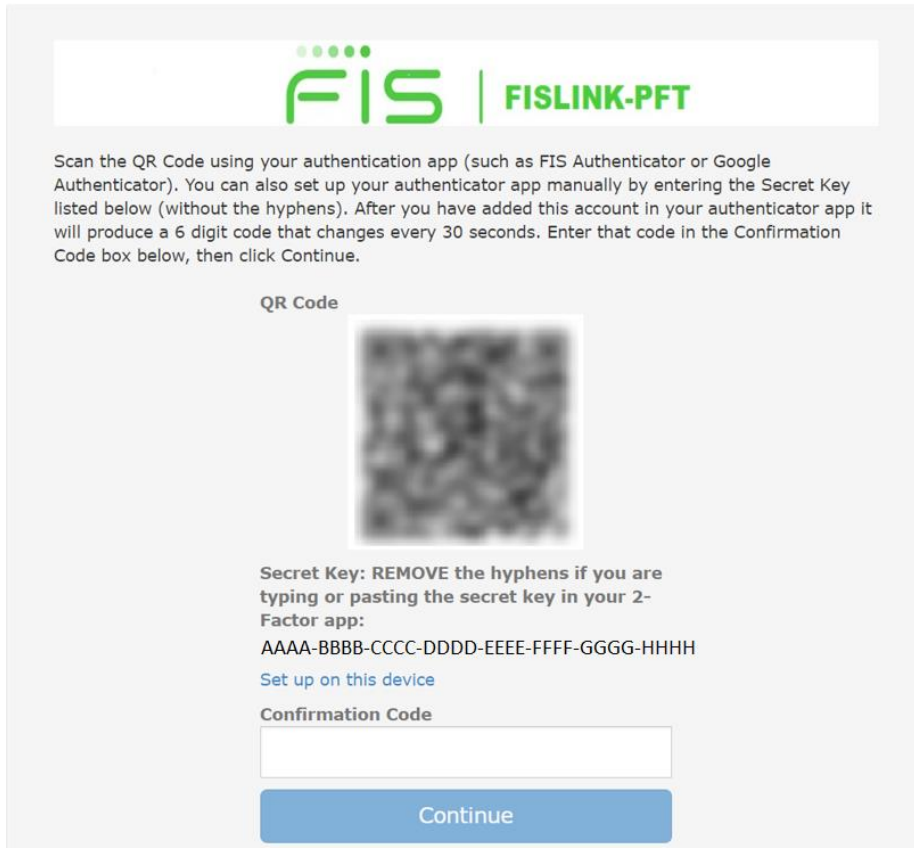 FIS | FISLINK-PFT
Scan the QR Code using your authentication app (such as FIS Authenticator or Google
Authenticator). You can also set up your authenticator app manually by entering the Secret Key
listed below (without the hyphens). After you have added this account in your authenticator app it
will produce a 6 digit code that changes every 30 seconds. Enter that code in the Confirmation
Code box below, then click Continue.
QR Code
Secret Key: REMOVE the hyphens if you are
typing or pasting the secret key in your 2-
Factor app:
AAAA-BBBB-CCCC-DDDD-EEEE-FFFF-GGGG-HHHH
Set up on this device
Confirmation Code
Continue